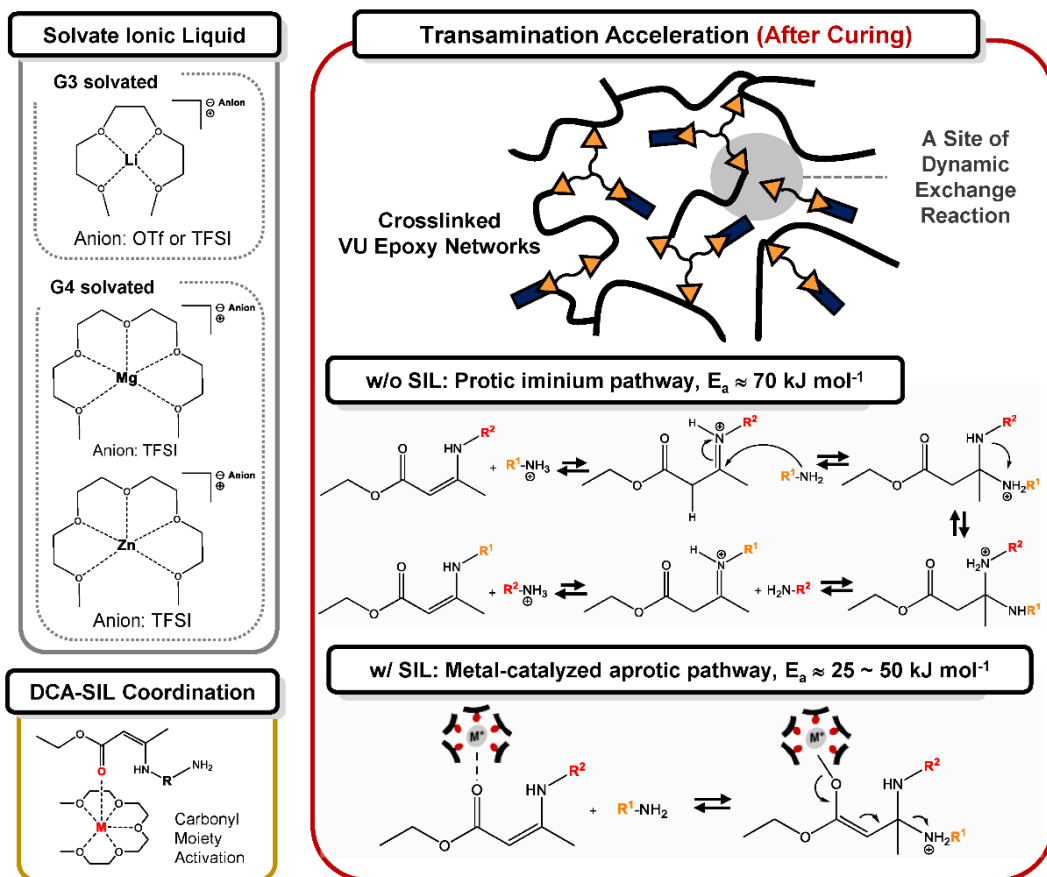 Solvate Ionic Liquid
G3 solvated
⊖ Anion
⊕
O
O
Li
O
O
Anion: OTf or TFSI
G4 solvated
⊖ Anion
⊕
O
O
O
Mg
O
O
Anion: TFSI
⊖ Anion
⊕
O
O
O
Zn
O
O
Anion: TFSI
DCA-SIL Coordination
O
O
HN
R
NH2
O
O
M
O
O
O
Carbonyl
Moiety
Activation
Transamination Acceleration (After Curing)
A Site of
Dynamic
Exchange
Reaction
Crosslinked
VU Epoxy Networks
w/o SIL: Protic iminium pathway, Ea ≈ 70 kJ mol-1
O
O
HN
R2
+ R1-NH3
⊕
O
O
H
H
N
⊕
R2
R1-NH2
O
O
HN
R2
NH2R1
⊕
O
O
HN
R1
+ R2-NH3
⊕
O
O
H
N
⊕
R1
+ H2N-R2
O
O
H2N
⊕
R2
NHR1
w/ SIL: Metal-catalyzed aprotic pathway, Ea ≈ 25 ~ 50 kJ mol-1
M+
O
O
HN
R2
+ R1-NH2
M+
O
O
HN
R2
NH2R1
⊕